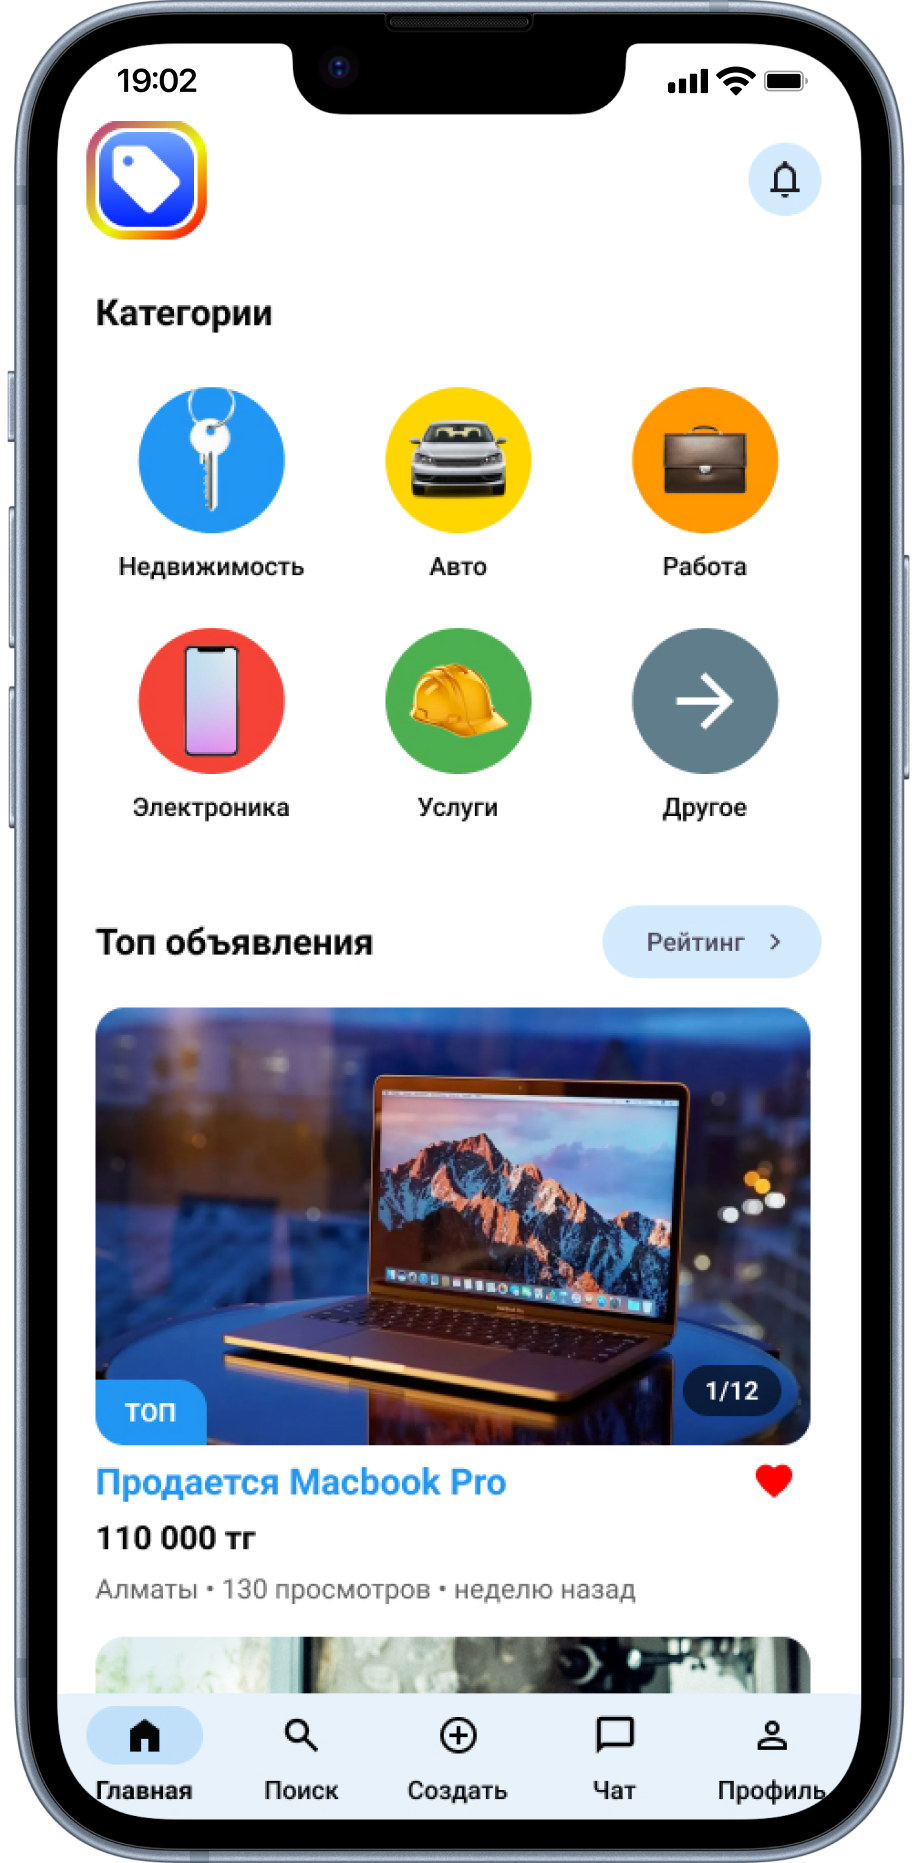 19:02
Категории
Недвижимость
Авто
Работа
Электроника
Услуги
Другое
Топ объявления
Рейтинг
топ
1/12
Продается Macbook Pro
110 000 тг
Алматы • 130 просмотров • неделю назад
Главная
Поиск
Создать
Чат
Профиль